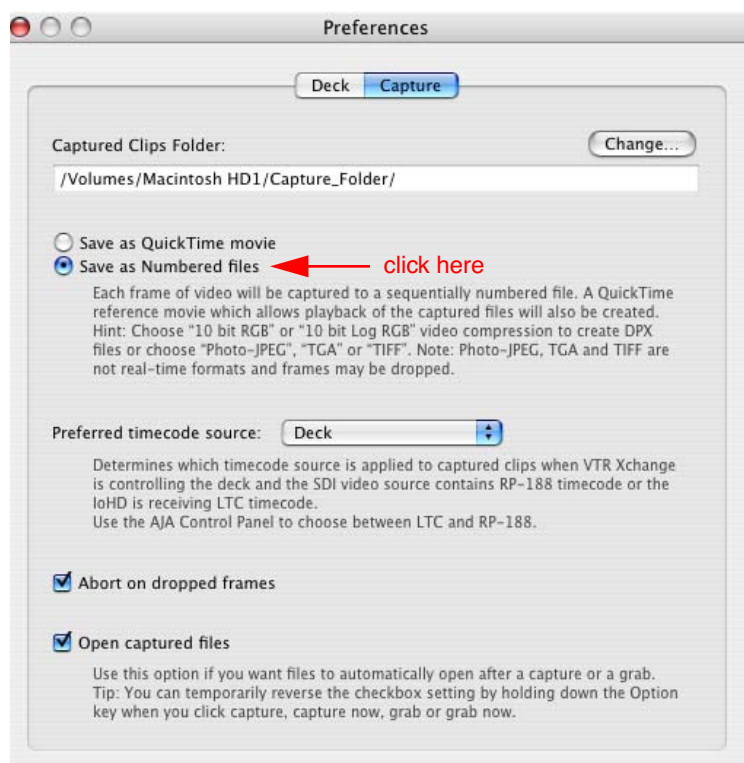 Preferences
Deck Capture
Captured Clips Folder: Change...
/Volumes/Macintosh HD1/Capture_Folder/
Save as QuickTime movie
Save as Numbered files click here
Each frame of video will be captured to a sequentially numbered file. A QuickTime
reference movie which allows playback of the captured files will also be created.
Hint: Choose “10 bit RGB” or “10 bit Log RGB” video compression to create DPX
files or choose “Photo-JPEG”, “TGA” or “TIFF”. Note: Photo-JPEG, TGA and TIFF are
not real-time formats and frames may be dropped.
Preferred timecode source: Deck
Determines which timecode source is applied to captured clips when VTR Xchange
is controlling the deck and the SDI video source contains RP-188 timecode or the
IoHD is receiving LTC timecode.
Use the AJA Control Panel to choose between LTC and RP-188.
Abort on dropped frames
Open captured files
Use this option if you want files to automatically open after a capture or a grab.
Tip: You can temporarily reverse the checkbox setting by holding down the Option
key when you click capture, capture now, grab or grab now.